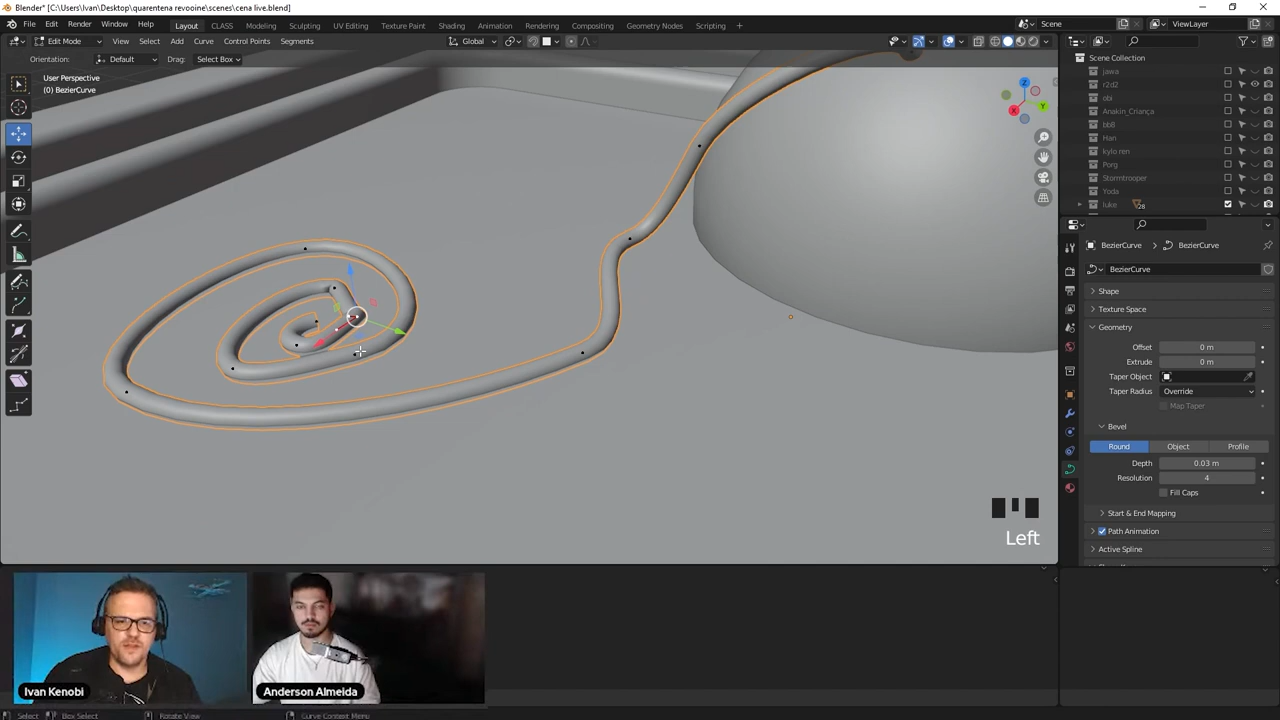 Blender* [C:\Users\Ivan\Desktop\quarentena revooine\scenes\cena live.blend]
File Edit Render Window Help Layout CLASS Modeling Sculpting UV Editing Texture Paint Shading Animation Rendering Compositing Geometry Nodes Scripting + Scene ViewLayer
Edit Mode View Select Add Curve Control Points Segments Global
Orientation: Default Drag: Select Box
User Perspective
(0) BezierCurve
Z
Y
X
Scene Collection
jawa
r2d2
obi
Anakin_Criança
bb8
Han
kylo ren
Porg
Stormtrooper
Yoda
luke 28
BezierCurve > BezierCurve
BezierCurve
Shape
Texture Space
Geometry
Offset 0 m
Extrude 0 m
Taper Object
Taper Radius Override
Map Taper
Bevel
Round Object Profile
Depth 0.03 m
Resolution 4
Fill Caps
Start & End Mapping
Path Animation
Active Spline
Left
Ivan Kenobi
Anderson Almeida
Select Box Select Rotate View Curve Context Menu